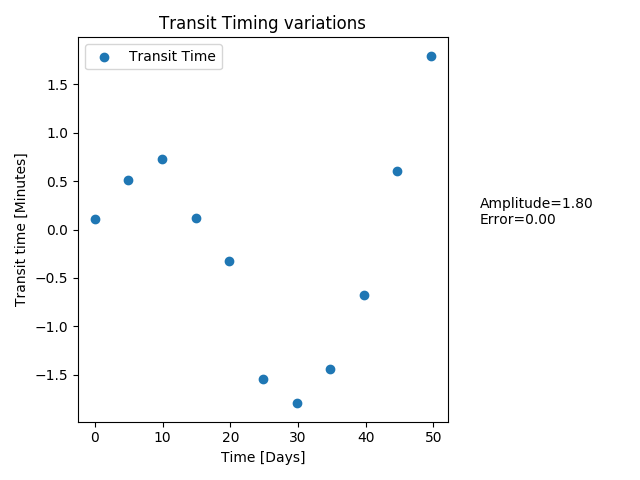 Transit Timing variations
Transit Time
1.5
1.0
0.5
0.0
−0.5
−1.0
−1.5
Transit time [Minutes]
0 10 20 30 40 50
Time [Days]
Amplitude=1.80
Error=0.00